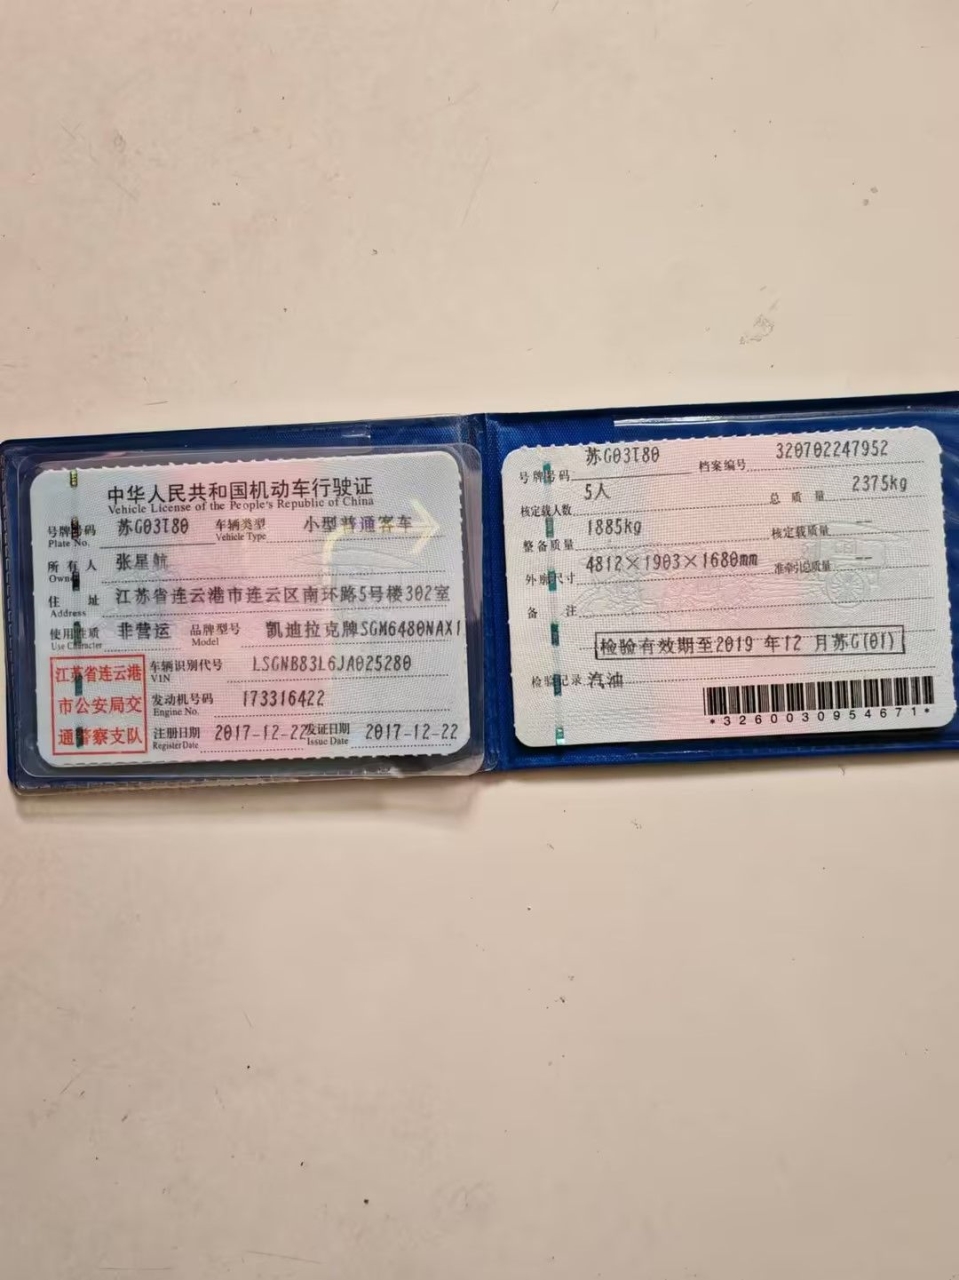 中华人民共和国机动车行驶证
Vehicle License of the People's Republic of China
号牌号码 苏G03T80 车辆类型 小型普通客车
Plate No. Vehicle Type
所有人 张星航
Owner
住址 江苏省连云港市连云区南环路5号楼302室
Address
使用性质 非营运 品牌型号 凯迪拉克牌SGM6480NAX1
Use Character Model
江苏省连云港
市公安局交
通警察支队
车辆识别代号 LSGNB83L6JA025280
VIN
发动机号码 173316422
Engine No.
注册日期 2017-12-22 发证日期 2017-12-22
Register Date Issue Date
号牌号码 苏G03T80 档案编号 320702247952
核定载人数 5人 总质量 2375kg
整备质量 1885kg 核定载质量 --
外廓尺寸 4812×1903×1680mm 准牵引总质量 --
备注
检验有效期至2019年12月苏G(01)
检验记录 汽油
*3260030954671*